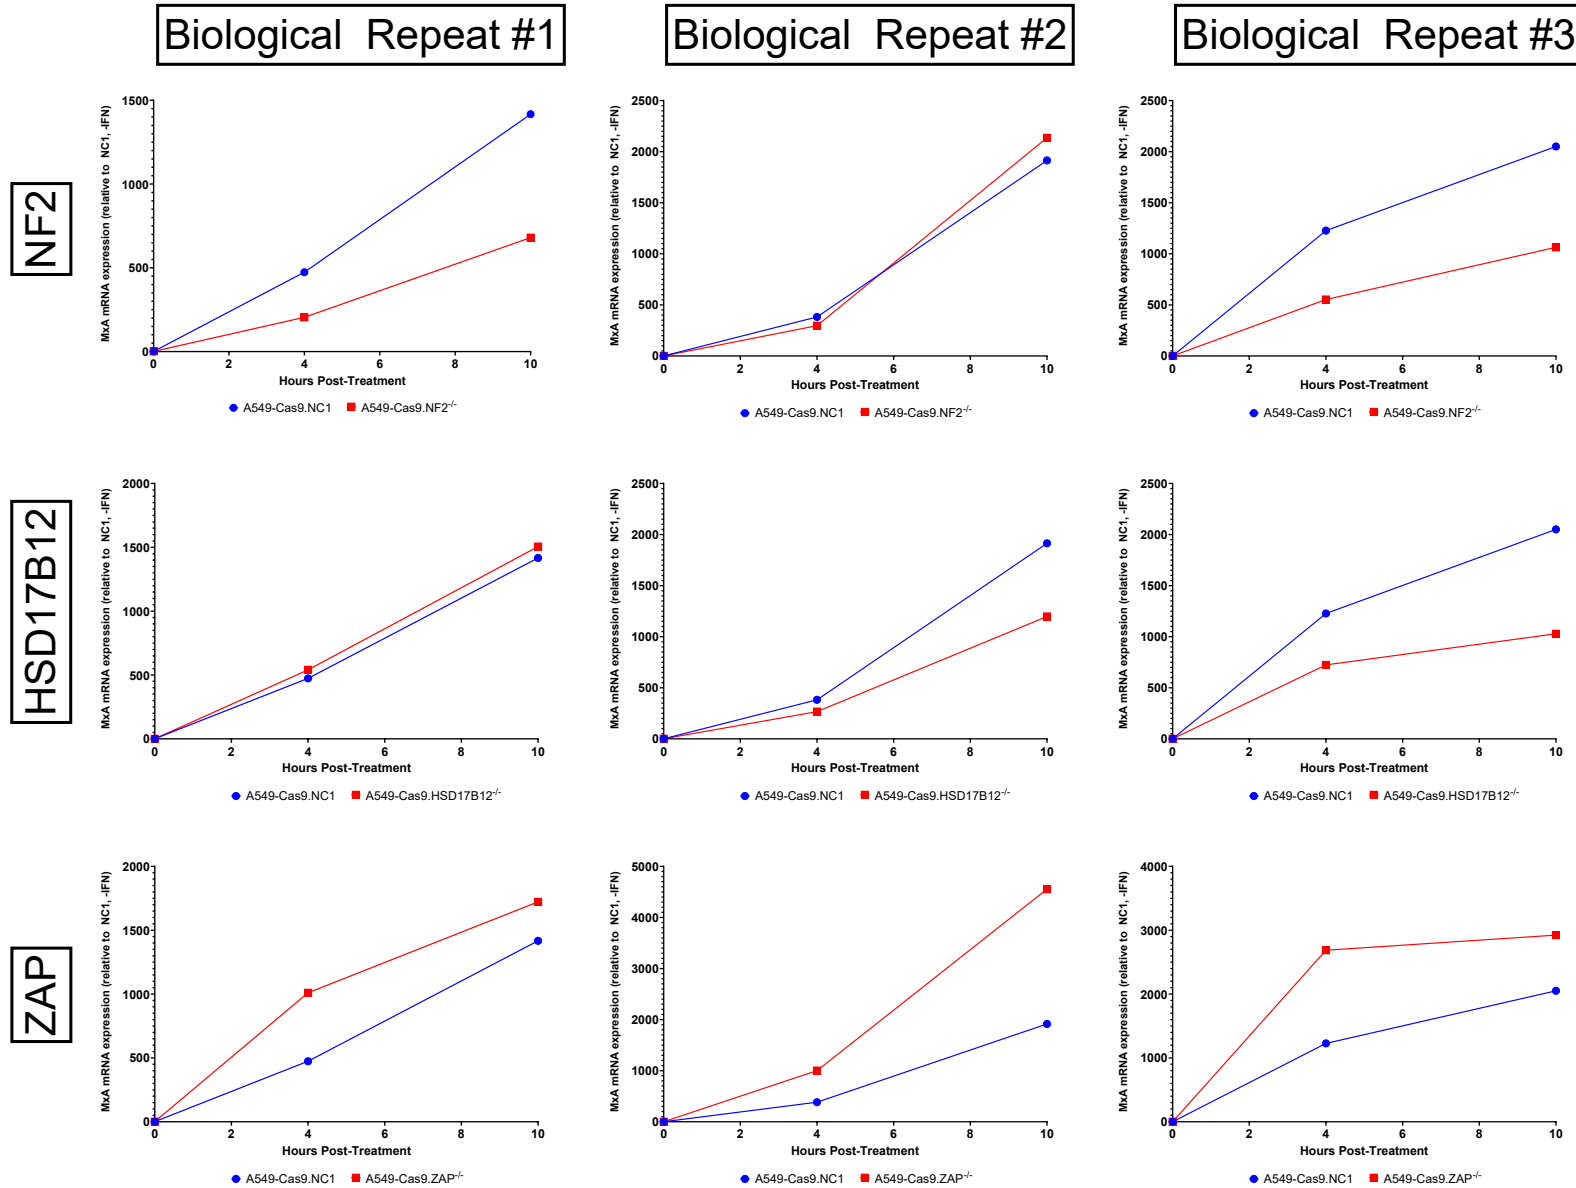 Biological Repeat #1
Biological Repeat #2
Biological Repeat #3
NF2
MxA mRNA expression (relative to NC1, -IFN)
1500
1000
500
0
0 2 4 6 8 10
Hours Post-Treatment
A549-Cas9.NC1 A549-Cas9.NF2-/-
MxA mRNA expression (relative to NC1, -IFN)
2500
2000
1500
1000
500
0
0 2 4 6 8 10
Hours Post-Treatment
A549-Cas9.NC1 A549-Cas9.NF2-/-
MxA mRNA expression (relative to NC1, -IFN)
2500
2000
1500
1000
500
0
0 2 4 6 8 10
Hours Post-Treatment
A549-Cas9.NC1 A549-Cas9.NF2-/-
HSD17B12
MxA mRNA expression (relative to NC1, -IFN)
2000
1500
1000
500
0
0 2 4 6 8 10
Hours Post-Treatment
A549-Cas9.NC1 A549-Cas9.HSD17B12-/-
MxA mRNA expression (relative to NC1, -IFN)
2500
2000
1500
1000
500
0
0 2 4 6 8 10
Hours Post-Treatment
A549-Cas9.NC1 A549-Cas9.HSD17B12-/-
MxA mRNA expression (relative to NC1, -IFN)
2500
2000
1500
1000
500
0
0 2 4 6 8 10
Hours Post-Treatment
A549-Cas9.NC1 A549-Cas9.HSD17B12-/-
ZAP
MxA mRNA expression (relative to NC1, -IFN)
2000
1500
1000
500
0
0 2 4 6 8 10
Hours Post-Treatment
A549-Cas9.NC1 A549-Cas9.ZAP-/-
MxA mRNA expression (relative to NC1, -IFN)
5000
4000
3000
2000
1000
0
0 2 4 6 8 10
Hours Post-Treatment
A549-Cas9.NC1 A549-Cas9.ZAP-/-
MxA mRNA expression (relative to NC1, -IFN)
4000
3000
2000
1000
0
0 2 4 6 8 10
Hours Post-Treatment
A549-Cas9.NC1 A549-Cas9.ZAP-/-